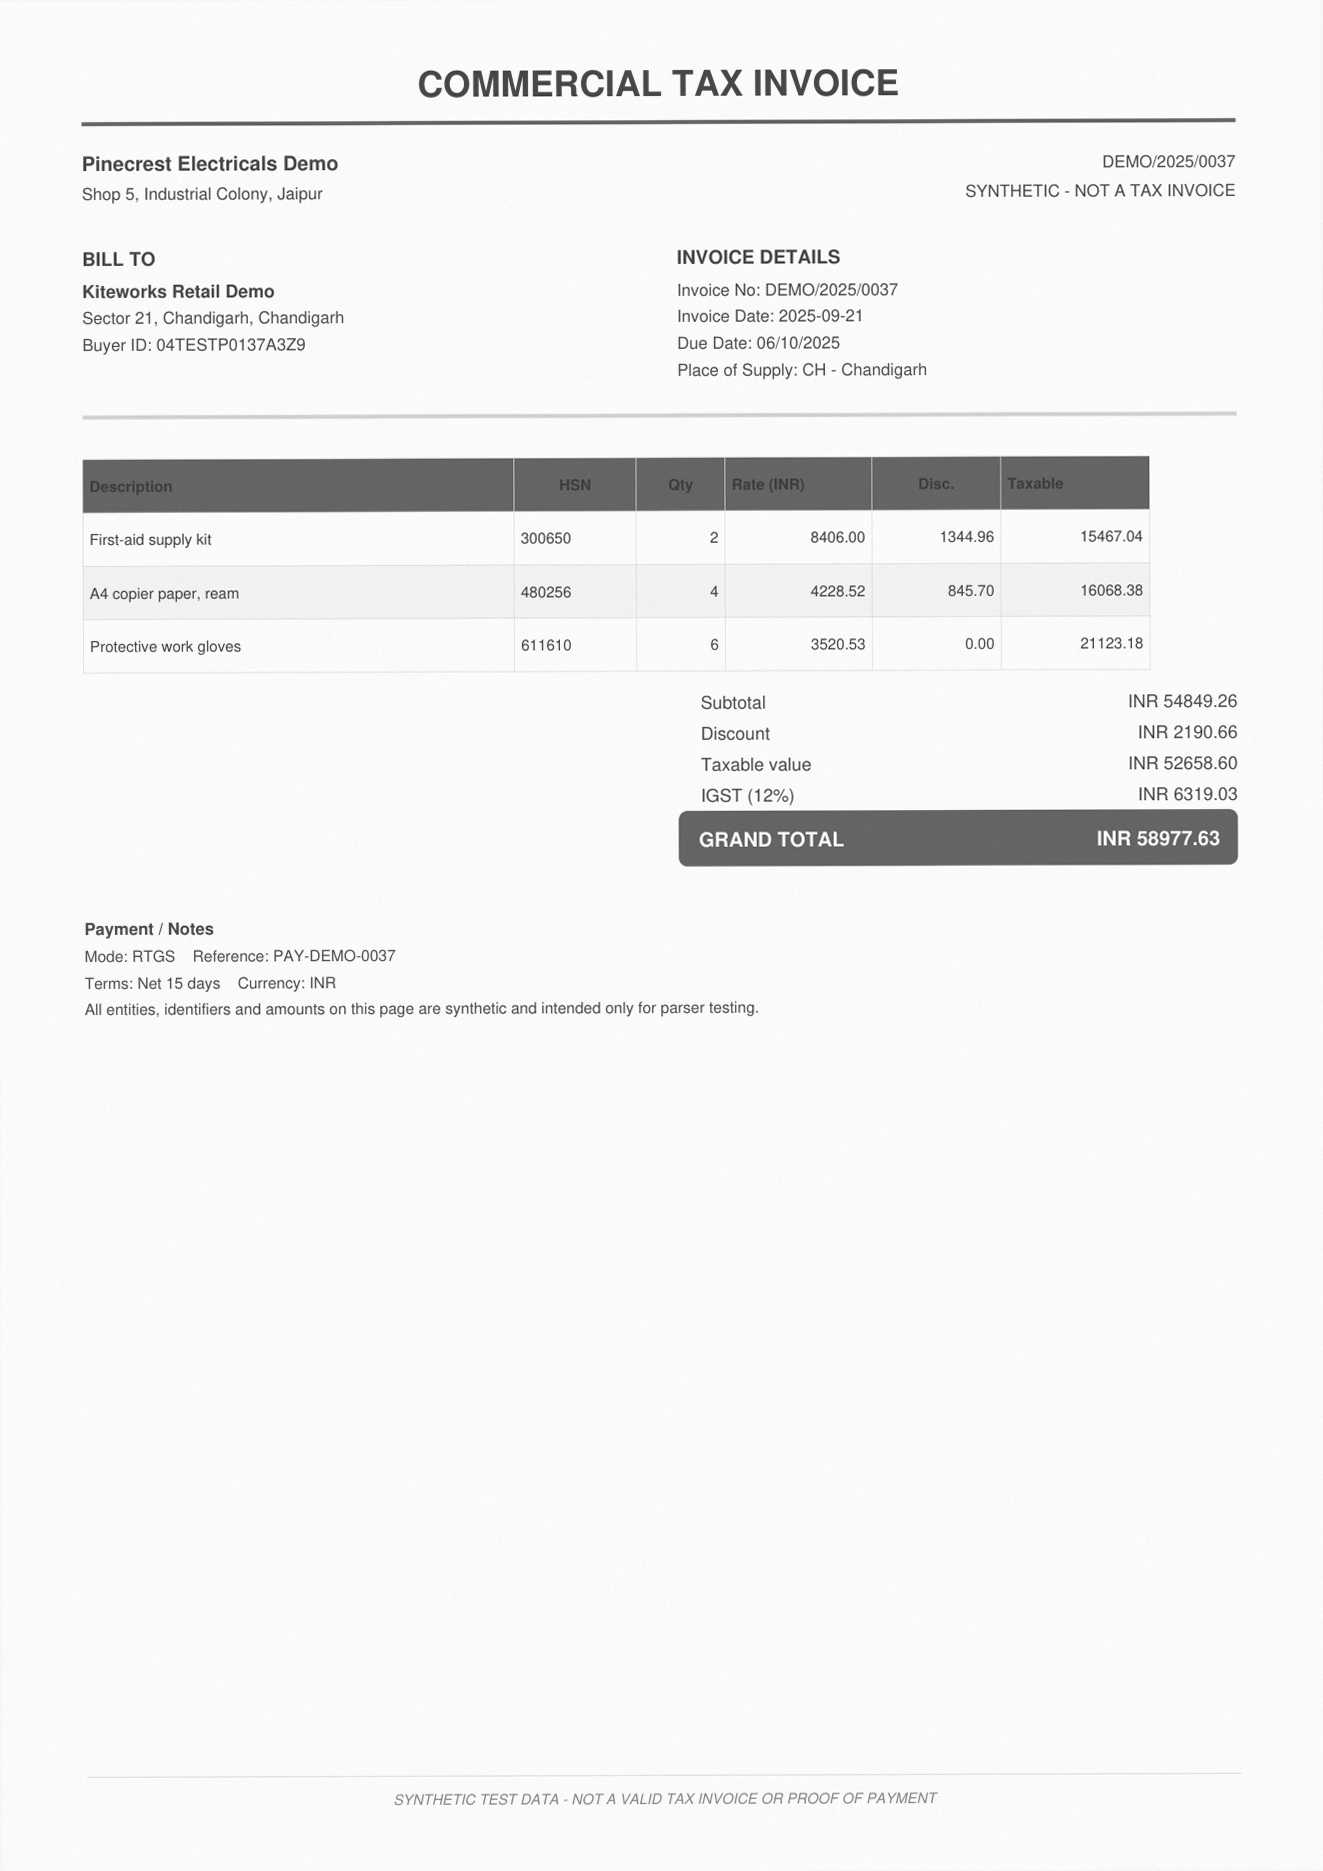 COMMERCIAL TAX INVOICE
Pinecrest Electricals Demo
Shop 5, Industrial Colony, Jaipur
DEMO/2025/0037
SYNTHETIC - NOT A TAX INVOICE
BILL TO
Kiteworks Retail Demo
Sector 21, Chandigarh, Chandigarh
Buyer ID: 04TESTP0137A3Z9
INVOICE DETAILS
Invoice No: DEMO/2025/0037
Invoice Date: 2025-09-21
Due Date: 06/10/2025
Place of Supply: CH - Chandigarh
Description HSN Qty Rate (INR) Disc. Taxable
First-aid supply kit 300650 2 8406.00 1344.96 15467.04
A4 copier paper, ream 480256 4 4228.52 845.70 16068.38
Protective work gloves 611610 6 3520.53 0.00 21123.18
Subtotal INR 54849.26
Discount INR 2190.66
Taxable value INR 52658.60
IGST (12%) INR 6319.03
GRAND TOTAL INR 58977.63
Payment / Notes
Mode: RTGS Reference: PAY-DEMO-0037
Terms: Net 15 days Currency: INR
All entities, identifiers and amounts on this page are synthetic and intended only for parser testing.
SYNTHETIC TEST DATA - NOT A VALID TAX INVOICE OR PROOF OF PAYMENT